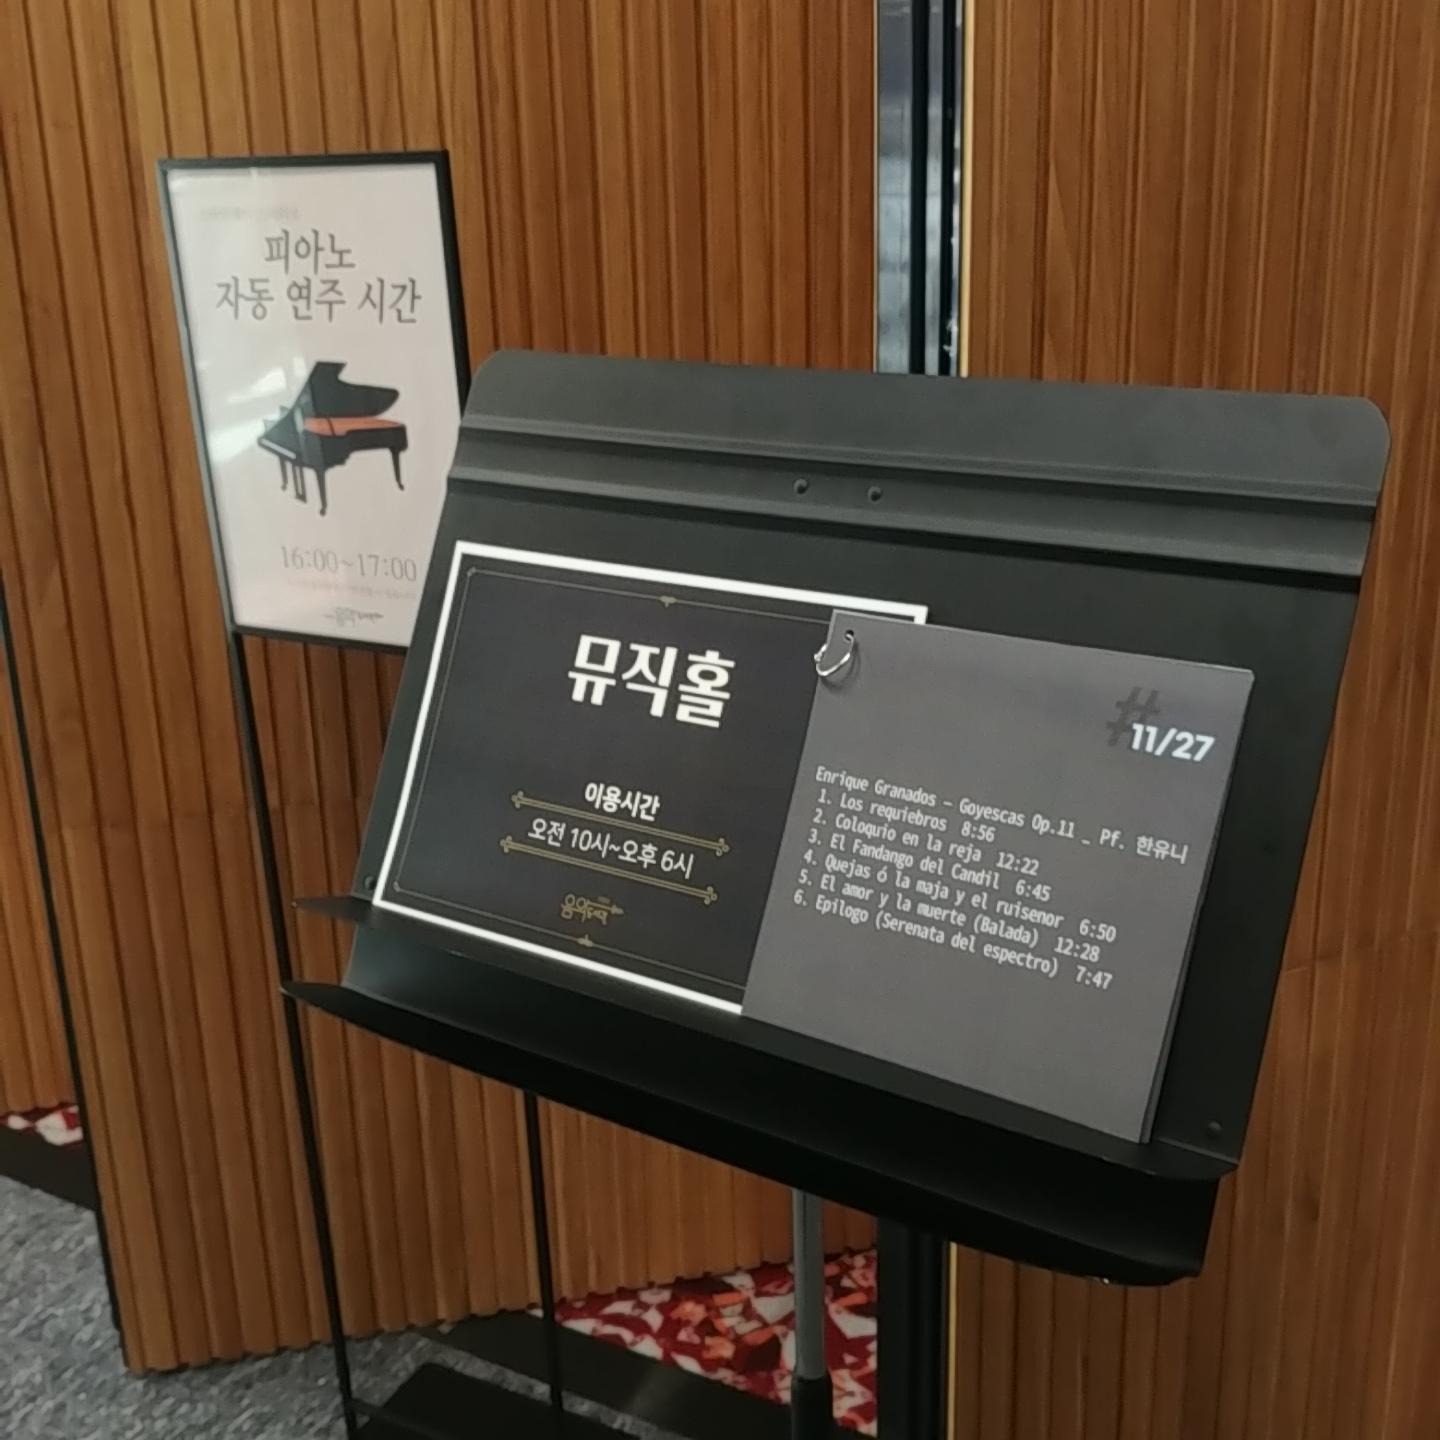 피아노
자동 연주 시간
16:00~17:00
뮤직홀
이용시간
오전 10시~오후 6시
#
11/27
Enrique Granados – Goyescas Op.11 _ Pf. 한유니
1. Los requiebros 8:56
2. Coloquio en la reja 12:22
3. El Fandango del Candil 6:45
4. Quejas ó la maja y el ruisenor 6:50
5. El amor y la muerte (Balada) 12:28
6. Epilogo (Serenata del espectro) 7:47